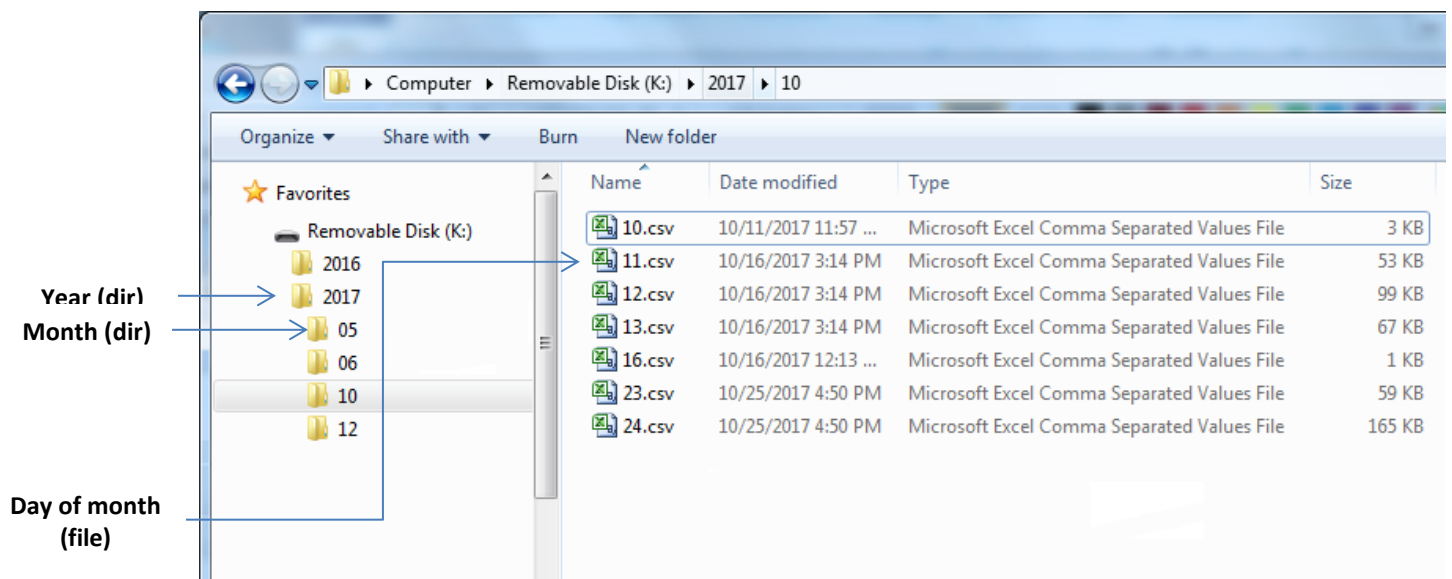 Computer ▸ Removable Disk (K:) ▸ 2017 ▸ 10
Organize Share with Burn New folder
Favorites
Removable Disk (K:)
2016
2017
05
06
10
12
Year (dir)
Month (dir)
Day of month
(file)
Name Date modified Type Size
10.csv 10/11/2017 11:57 ... Microsoft Excel Comma Separated Values File 3 KB
11.csv 10/16/2017 3:14 PM Microsoft Excel Comma Separated Values File 53 KB
12.csv 10/16/2017 3:14 PM Microsoft Excel Comma Separated Values File 99 KB
13.csv 10/16/2017 3:14 PM Microsoft Excel Comma Separated Values File 67 KB
16.csv 10/16/2017 12:13 ... Microsoft Excel Comma Separated Values File 1 KB
23.csv 10/25/2017 4:50 PM Microsoft Excel Comma Separated Values File 59 KB
24.csv 10/25/2017 4:50 PM Microsoft Excel Comma Separated Values File 165 KB